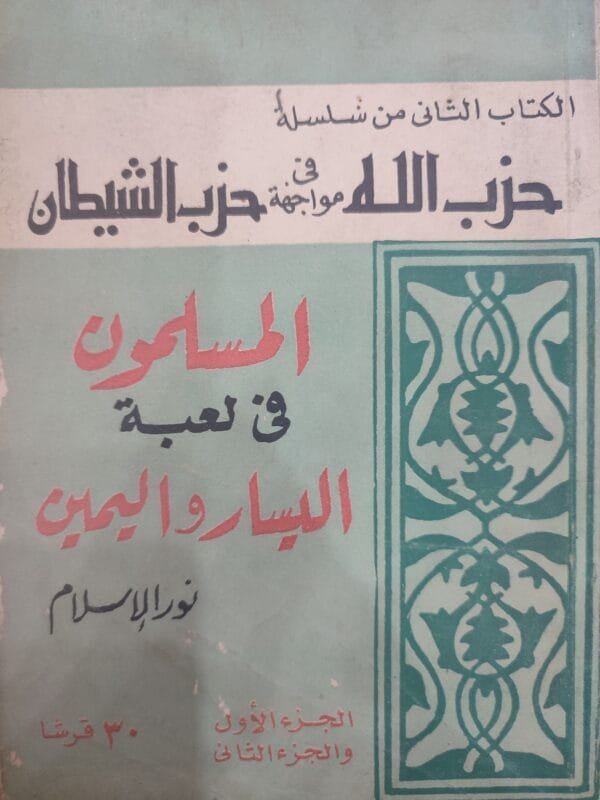 الكتاب الثانى من سلسلة
حزب الله فى مواجهة حزب الشيطان
المسلمون
فى لعبة
اليسار واليمين
نور الإسلام
الجزء الأول
والجزء الثانى
٣٠ قرشا